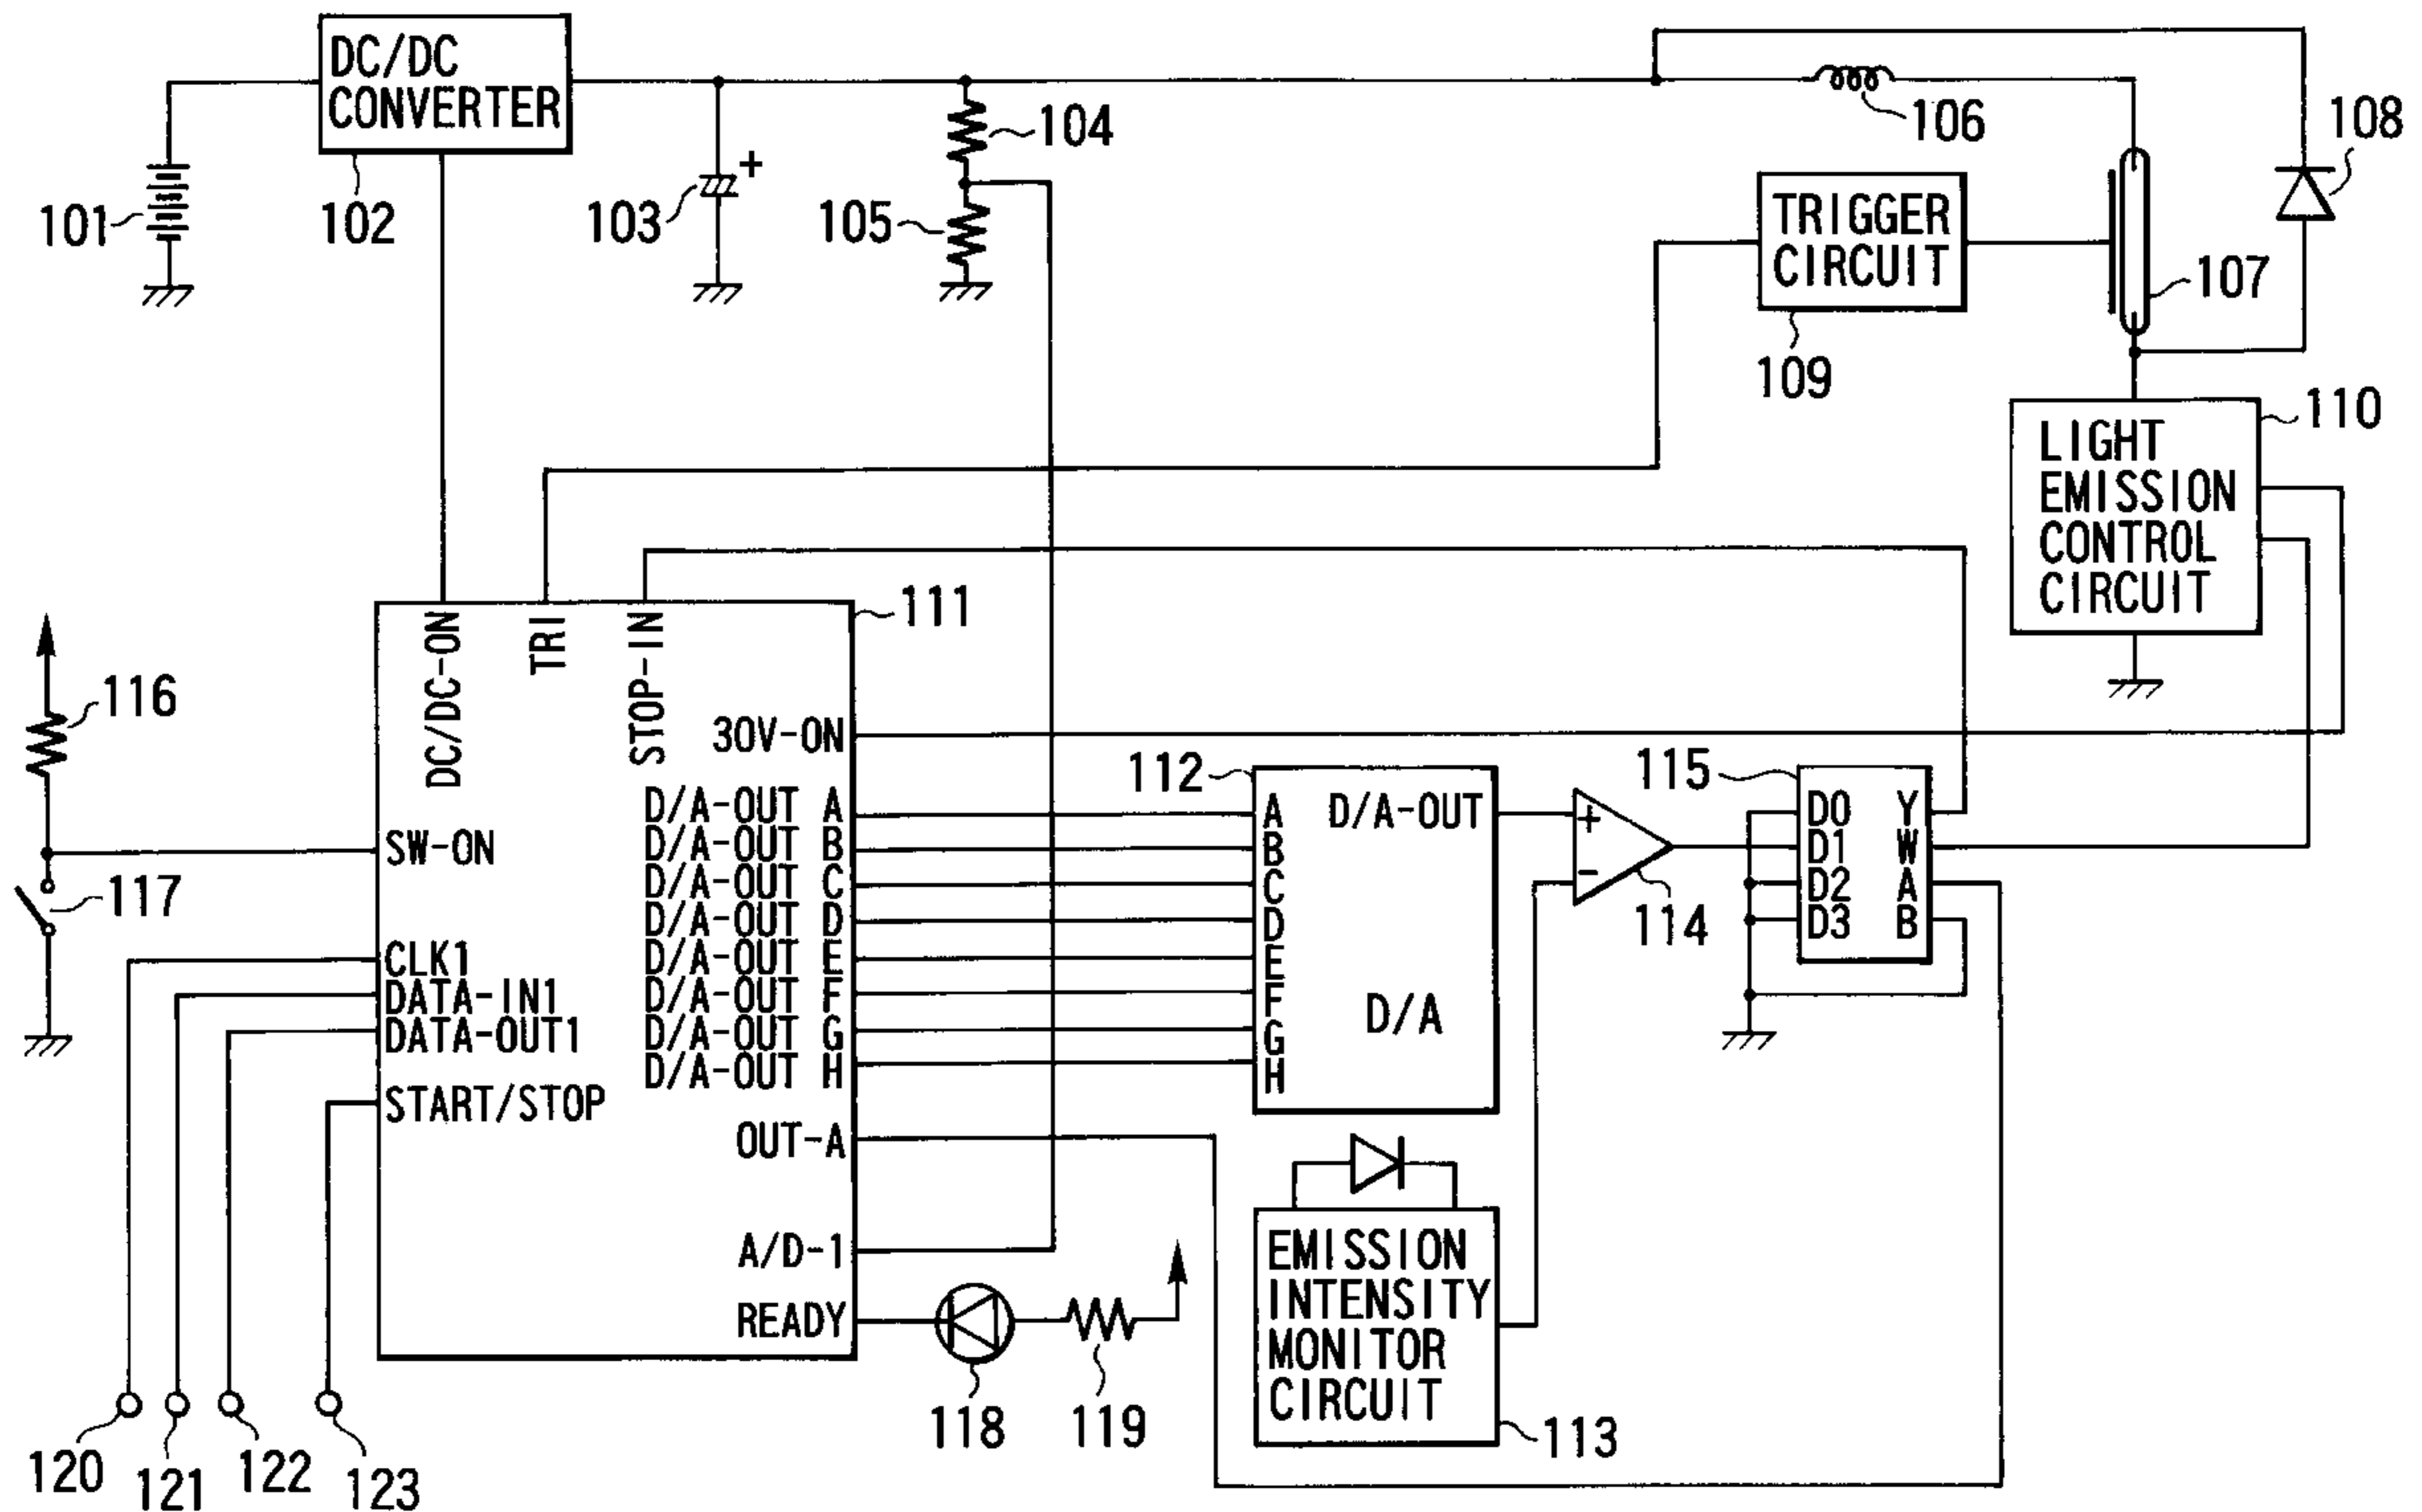 DC/DC
CONVERTER
101
102
103
+
104
105
106
107
108
TRIGGER
CIRCUIT
109
110
LIGHT
EMISSION
CONTROL
CIRCUIT
111
DC/DC-ON
TRI
STOP-IN
30V-ON
116
117
SW-ON
CLK1
DATA-IN1
DATA-OUT1
START/STOP
D/A-OUT A
D/A-OUT B
D/A-OUT C
D/A-OUT D
D/A-OUT E
D/A-OUT F
D/A-OUT G
D/A-OUT H
OUT-A
A/D-1
READY
112
A
B
C
D
E
F
G
H
D/A-OUT
D/A
+
-
114
115
D0 Y
D1 W
D2 A
D3 B
EMISSION
INTENSITY
MONITOR
CIRCUIT
113
118
119
120
121
122
123